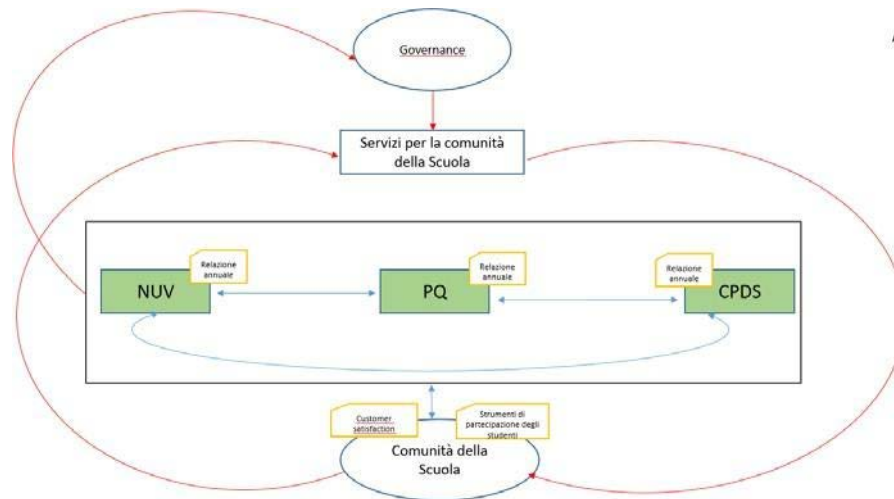 Governance
Servizi per la comunità
della Scuola
Relazione
annuale
NUV
Relazione
annuale
PQ
Relazione
annuale
CPDS
Customer
satisfaction
Strumenti di
partecipazione degli
studenti
Comunità della
Scuola